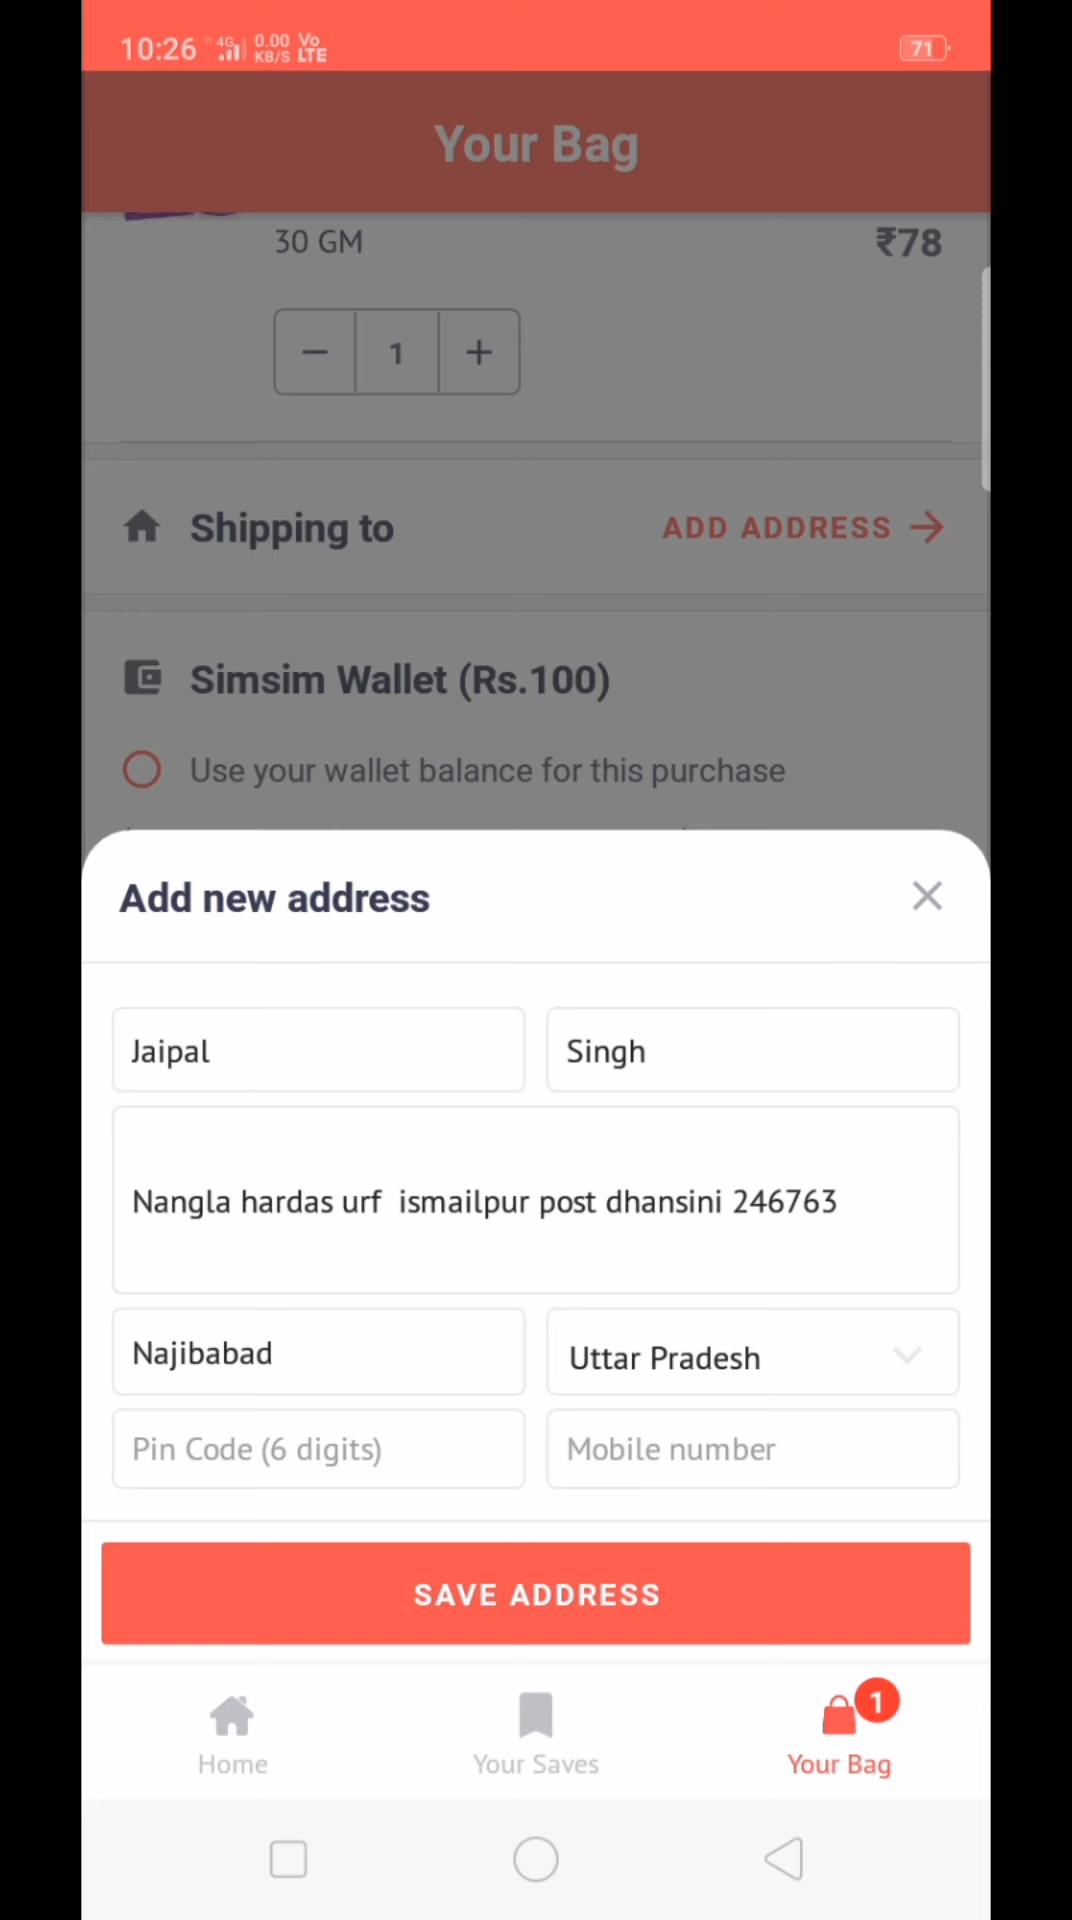 10:26 4G 0.00 KB/S Vo LTE 71
Your Bag
30 GM ₹78
− 1 +
Shipping to ADD ADDRESS →
Simsim Wallet (Rs.100)
Use your wallet balance for this purchase
Add new address
Jaipal Singh
Nangla hardas urf  ismailpur post dhansini 246763
Najibabad Uttar Pradesh
Pin Code (6 digits) Mobile number
SAVE ADDRESS
1
Home Your Saves Your Bag